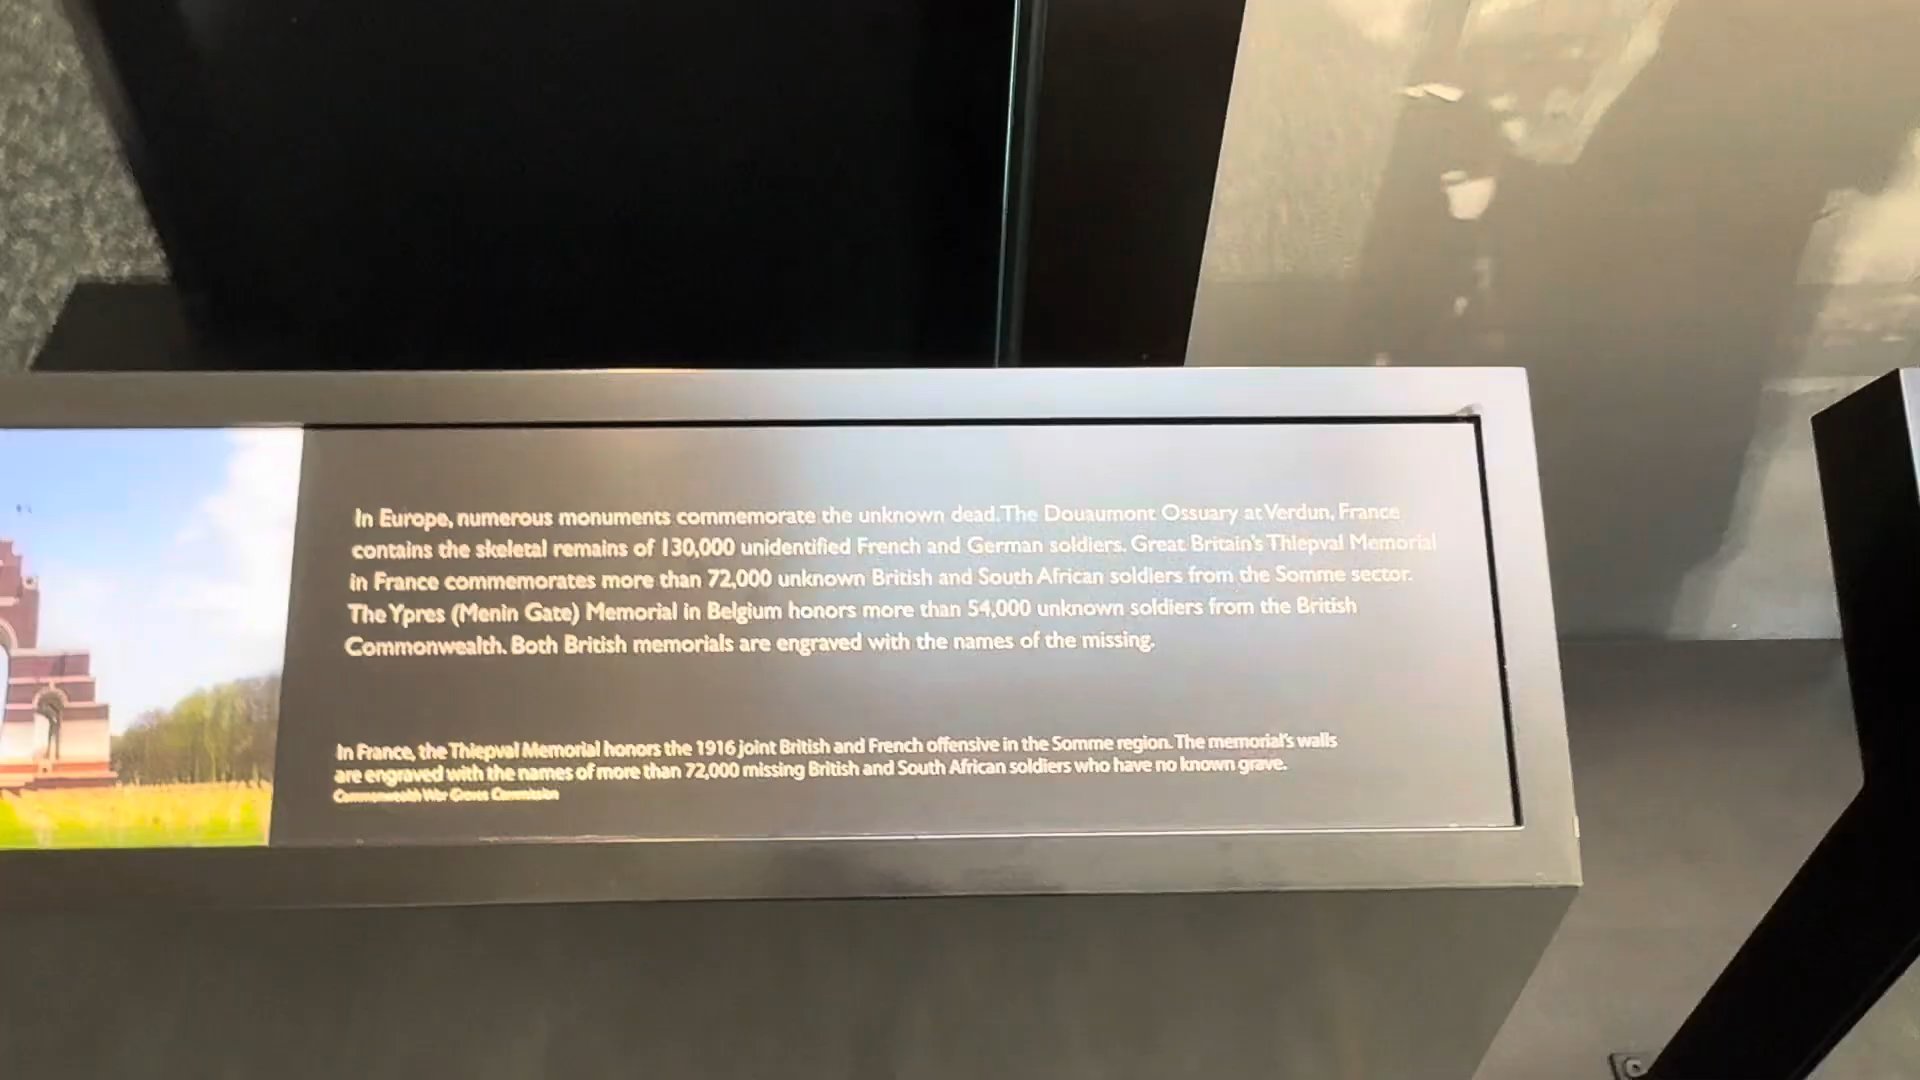 In Europe, numerous monuments commemorate the unknown dead. The Douaumont Ossuary at Verdun, France
contains the skeletal remains of 130,000 unidentified French and German soldiers. Great Britain's Thiepval Memorial
in France commemorates more than 72,000 unknown British and South African soldiers from the Somme sector.
The Ypres (Menin Gate) Memorial in Belgium honors more than 54,000 unknown soldiers from the British
Commonwealth. Both British memorials are engraved with the names of the missing.
In France, the Thiepval Memorial honors the 1916 joint British and French offensive in the Somme region. The memorial's walls
are engraved with the names of more than 72,000 missing British and South African soldiers who have no known grave.
Commonwealth War Graves Commission